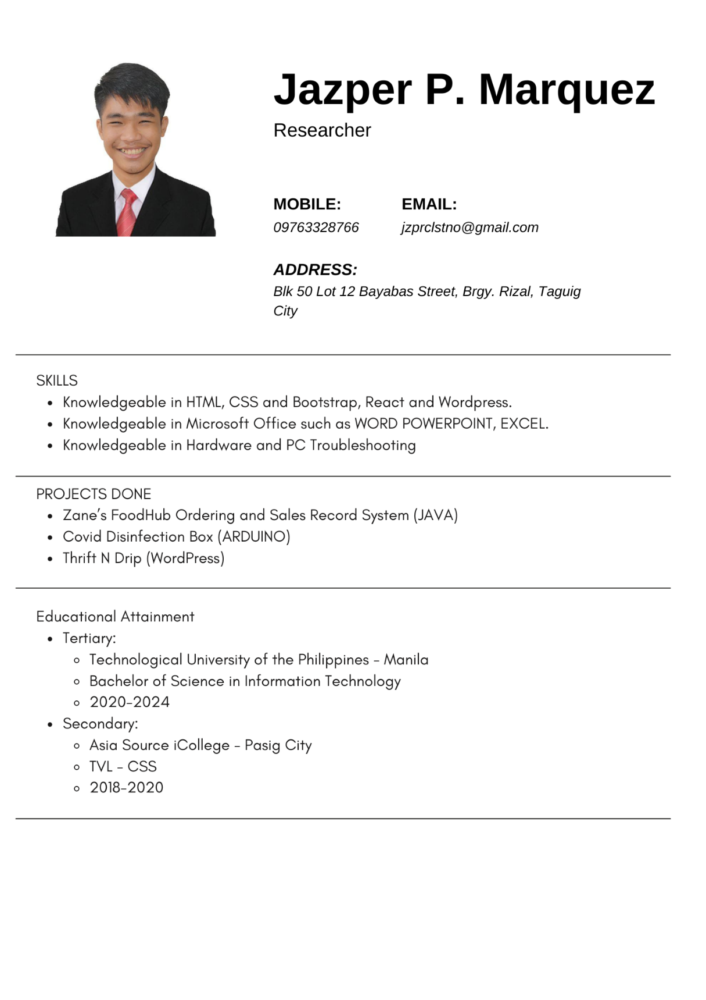 Jazper P. Marquez
Researcher
MOBILE: EMAIL:
09763328766 jzprclstno@gmail.com
ADDRESS:
Blk 50 Lot 12 Bayabas Street, Brgy. Rizal, Taguig
City
SKILLS
• Knowledgeable in HTML, CSS and Bootstrap, React and Wordpress.
• Knowledgeable in Microsoft Office such as WORD POWERPOINT, EXCEL.
• Knowledgeable in Hardware and PC Troubleshooting
PROJECTS DONE
• Zane’s FoodHub Ordering and Sales Record System (JAVA)
• Covid Disinfection Box (ARDUINO)
• Thrift N Drip (WordPress)
Educational Attainment
• Tertiary:
◦ Technological University of the Philippines - Manila
◦ Bachelor of Science in Information Technology
◦ 2020-2024
• Secondary:
◦ Asia Source iCollege - Pasig City
◦ TVL - CSS
◦ 2018-2020